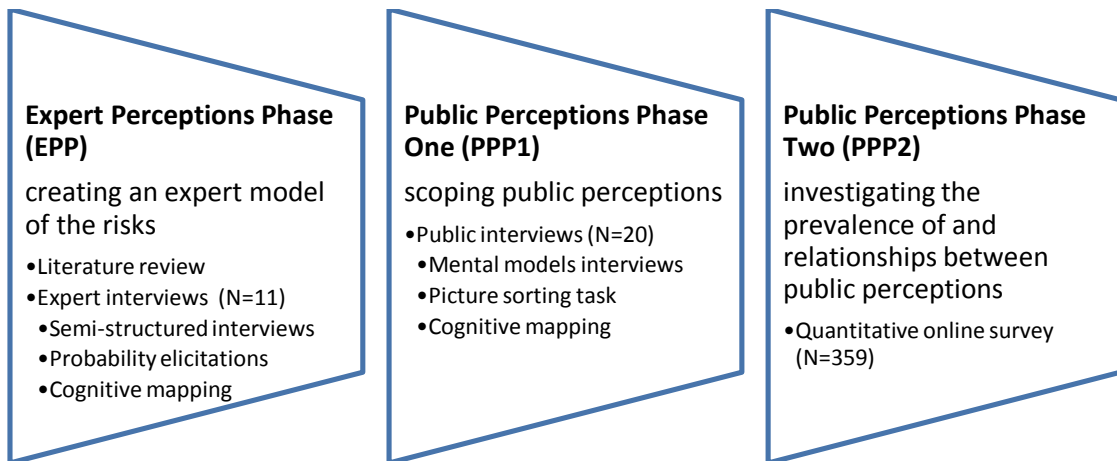 Expert Perceptions Phase
(EPP)
creating an expert model
of the risks
•Literature review
•Expert interviews (N=11)
•Semi-structured interviews
•Probability elicitations
•Cognitive mapping
Public Perceptions Phase
One (PPP1)
scoping public perceptions
•Public interviews (N=20)
•Mental models interviews
•Picture sorting task
•Cognitive mapping
Public Perceptions Phase
Two (PPP2)
investigating the
prevalence of and
relationships between
public perceptions
•Quantitative online survey
(N=359)